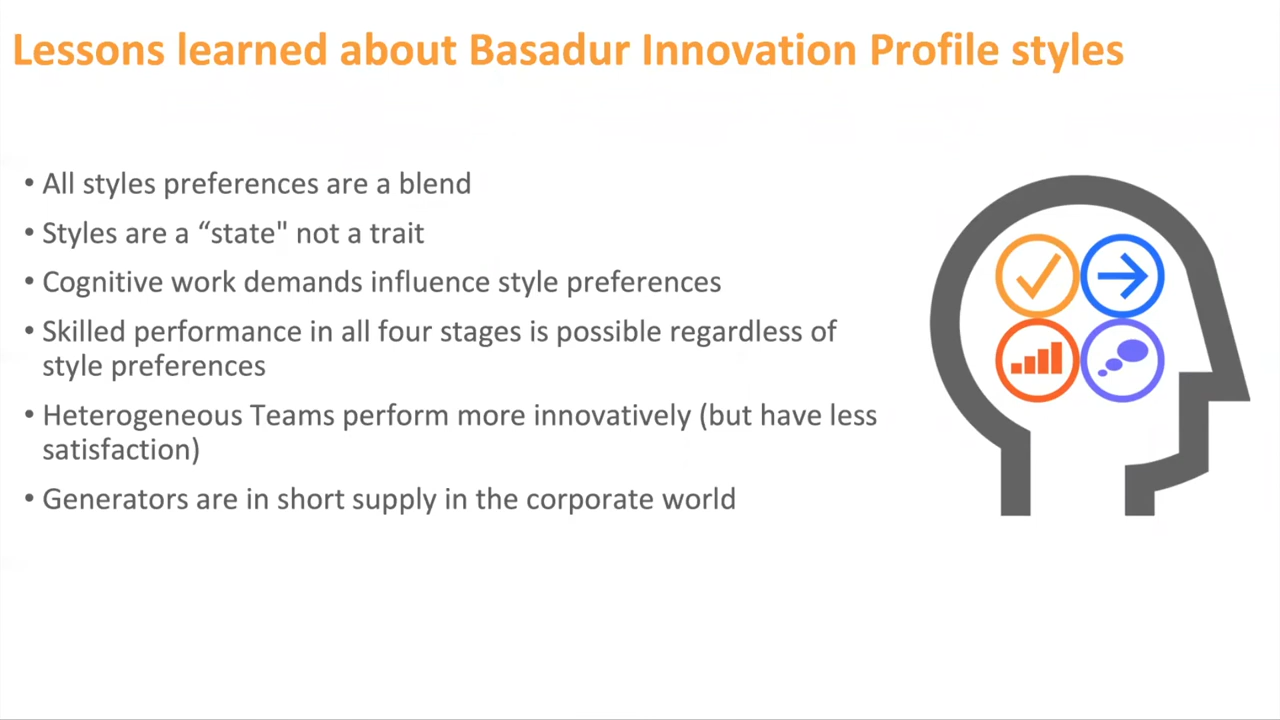 Lessons learned about Basadur Innovation Profile styles
• All styles preferences are a blend
• Styles are a “state" not a trait
• Cognitive work demands influence style preferences
• Skilled performance in all four stages is possible regardless of
style preferences
• Heterogeneous Teams perform more innovatively (but have less
satisfaction)
• Generators are in short supply in the corporate world